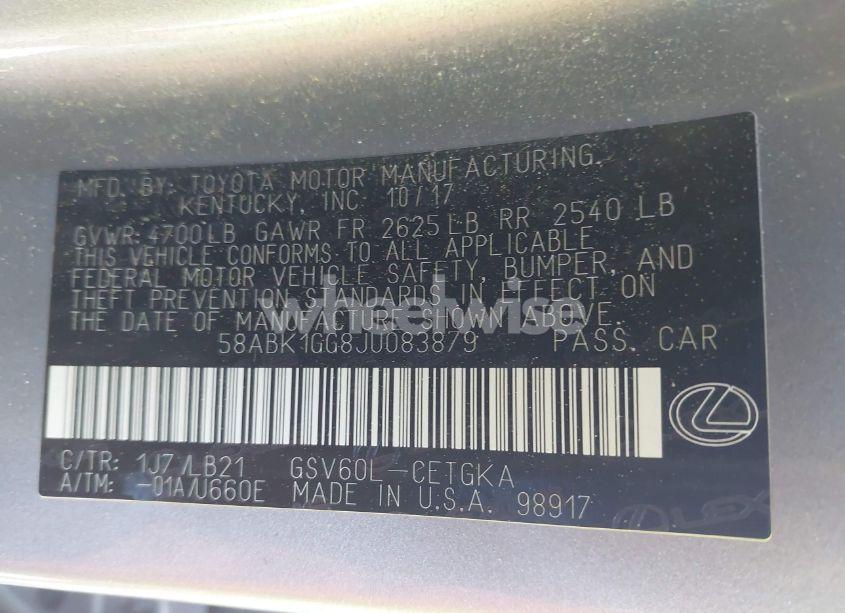 MFD. BY: TOYOTA MOTOR MANUFACTURING,
KENTUCKY, INC. 10/17
GVWR 4700LB GAWR FR 2625LB RR 2540 LB
THIS VEHICLE CONFORMS TO ALL APPLICABLE
FEDERAL MOTOR VEHICLE SAFETY, BUMPER, AND
THEFT PREVENTION STANDARDS IN EFFECT ON
THE DATE OF MANUFACTURE SHOWN ABOVE.
wheelwise
58ABK1GG8JU083879 PASS. CAR
C/TR: 1J7/LB21 GSV60L-CETGKA
A/TM: -01A/U660E MADE IN U.S.A. 98917